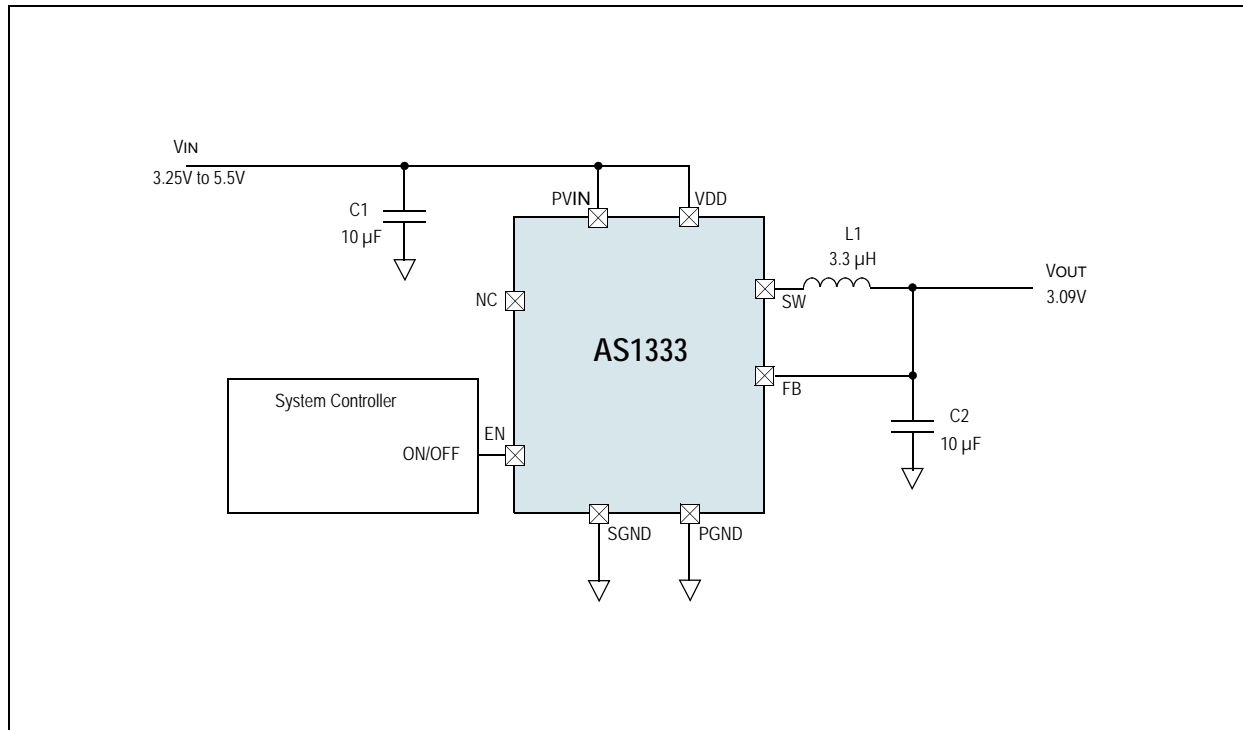 VIN
3.25V to 5.5V
PVIN
VDD
C1
10 µF
L1
3.3 µH
VOUT
3.09V
NC
SW
AS1333
FB
System Controller
C2
10 µF
EN
ON/OFF
SGND
PGND